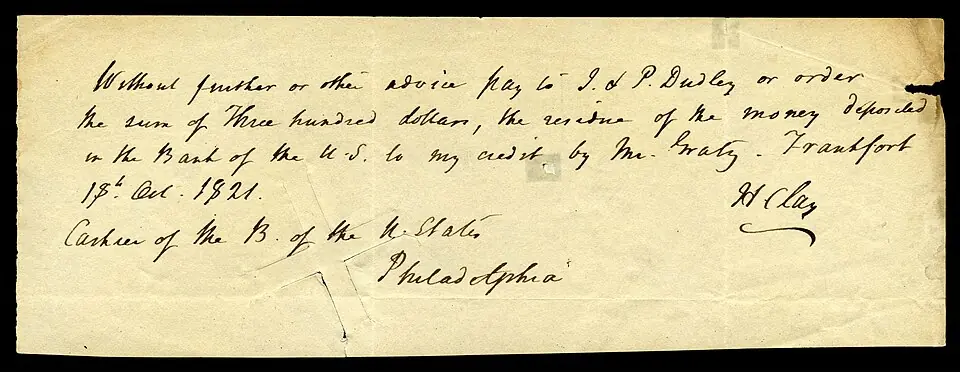 Without further or other advice pay to J. & P. Dudley or order
the sum of Three hundred dollars, the residue of the money deposited
in the Bank of the U.S. to my credit by Mr. Gratz. Frankfort
18h. Oct. 1821.
H Clay
Cashier of the B. of the U. States
Philadelphia